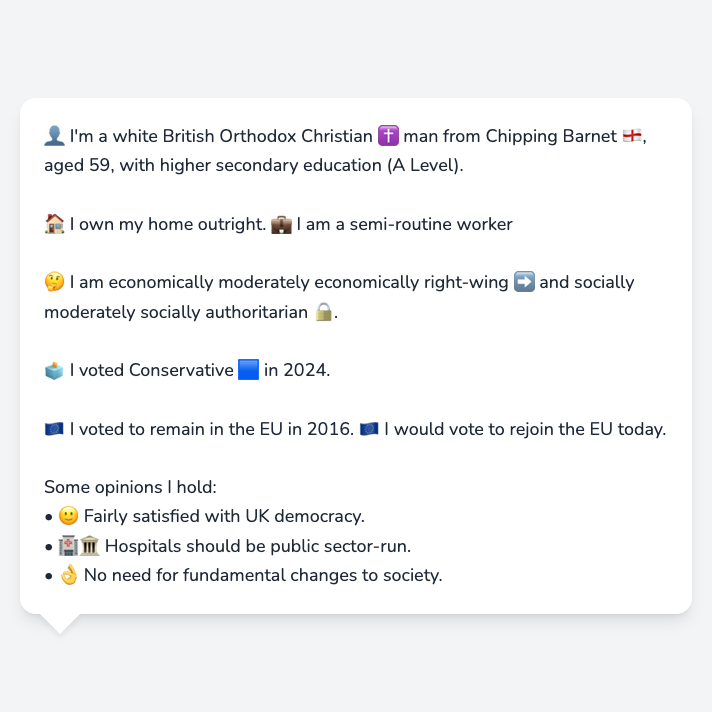 👤 I'm a white British Orthodox Christian ✝️ man from Chipping Barnet 🏴󠁧󠁢󠁥󠁮󠁧󠁿,
aged 59, with higher secondary education (A Level).
🏠 I own my home outright. 💼 I am a semi-routine worker
🤔 I am economically moderately economically right-wing ➡️ and socially
moderately socially authoritarian 🔒.
🗳️ I voted Conservative 🟦 in 2024.
🇪🇺 I voted to remain in the EU in 2016. 🇪🇺 I would vote to rejoin the EU today.
Some opinions I hold:
• 🙂 Fairly satisfied with UK democracy.
• 🏥🏛️ Hospitals should be public sector-run.
• 👌 No need for fundamental changes to society.